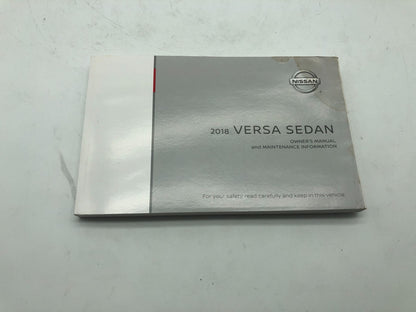 NISSAN
2018 VERSA SEDAN
OWNER'S MANUAL
and MAINTENANCE INFORMATION
For your safety, read carefully and keep in this vehicle.